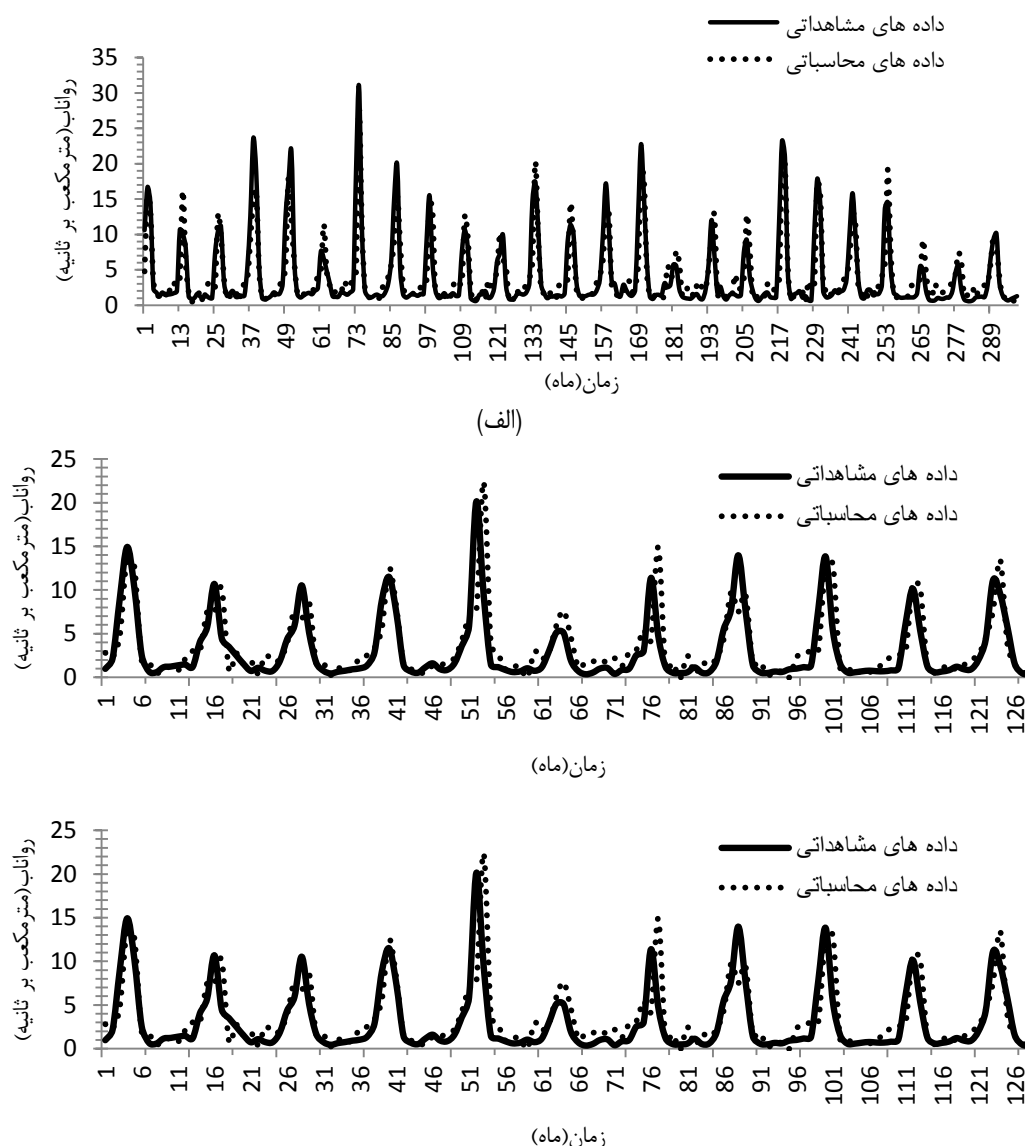 داده های مشاهداتی
داده های محاسباتی
رواناب(مترمکعب بر ثانیه)
35
30
25
20
15
10
5
0
1 13 25 37 49 61 73 85 97 109 121 133 145 157 169 181 193 205 217 229 241 253 265 277 289
زمان(ماه)
(الف)
داده های مشاهداتی
داده های محاسباتی
رواناب(مترمکعب بر ثانیه)
25
20
15
10
5
0
1 6 11 16 21 26 31 36 41 46 51 56 61 66 71 76 81 86 91 96 101 106 111 116 121 126
زمان(ماه)
داده های مشاهداتی
داده های محاسباتی
رواناب(مترمکعب بر ثانیه)
25
20
15
10
5
0
1 6 11 16 21 26 31 36 41 46 51 56 61 66 71 76 81 86 91 96 101 106 111 116 121 126
زمان(ماه)